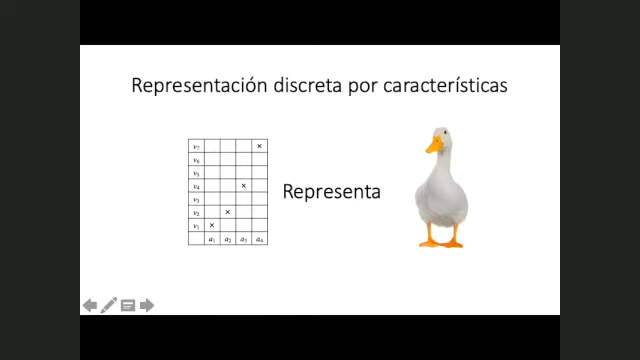 Representación discreta por características
v7 ×
v6
v5
v4 ×
v3
v2 ×
v1 ×
a1 a2 a3 a4
Representa